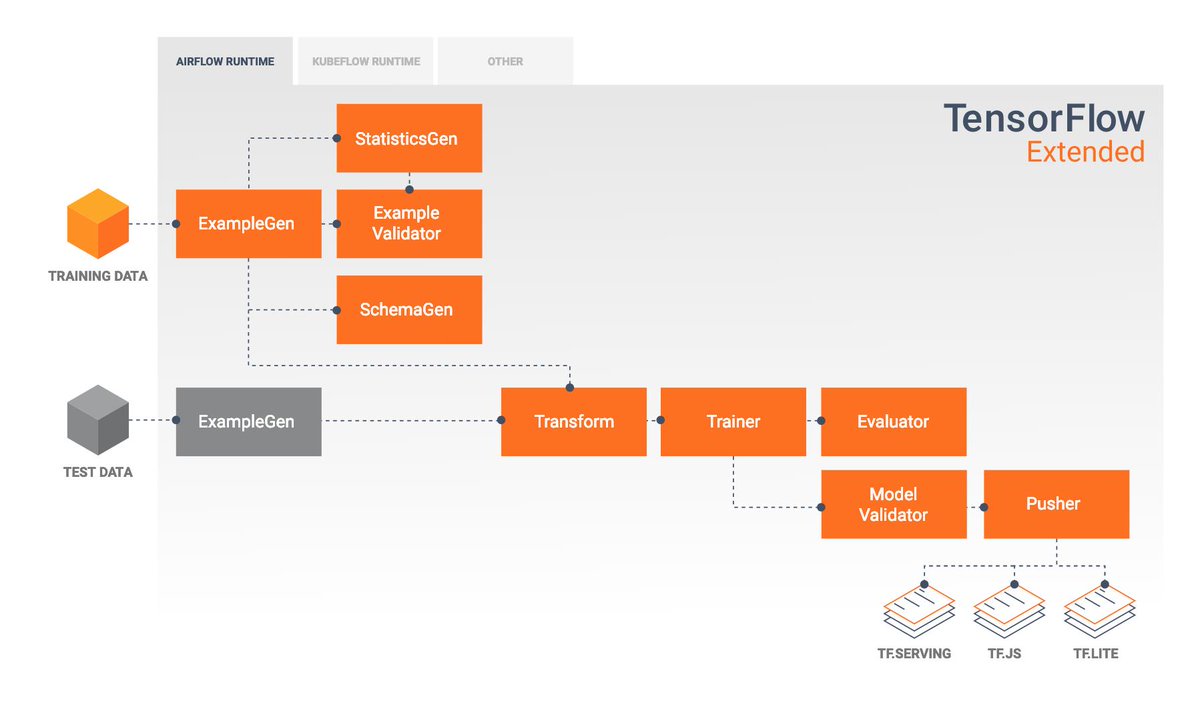 AIRFLOW RUNTIME
KUBEFLOW RUNTIME
OTHER
TensorFlow
Extended
StatisticsGen
ExampleGen
Example
Validator
TRAINING DATA
SchemaGen
ExampleGen
Transform
Trainer
Evaluator
TEST DATA
Model
Validator
Pusher
TF.SERVING
TF.JS
TF.LITE